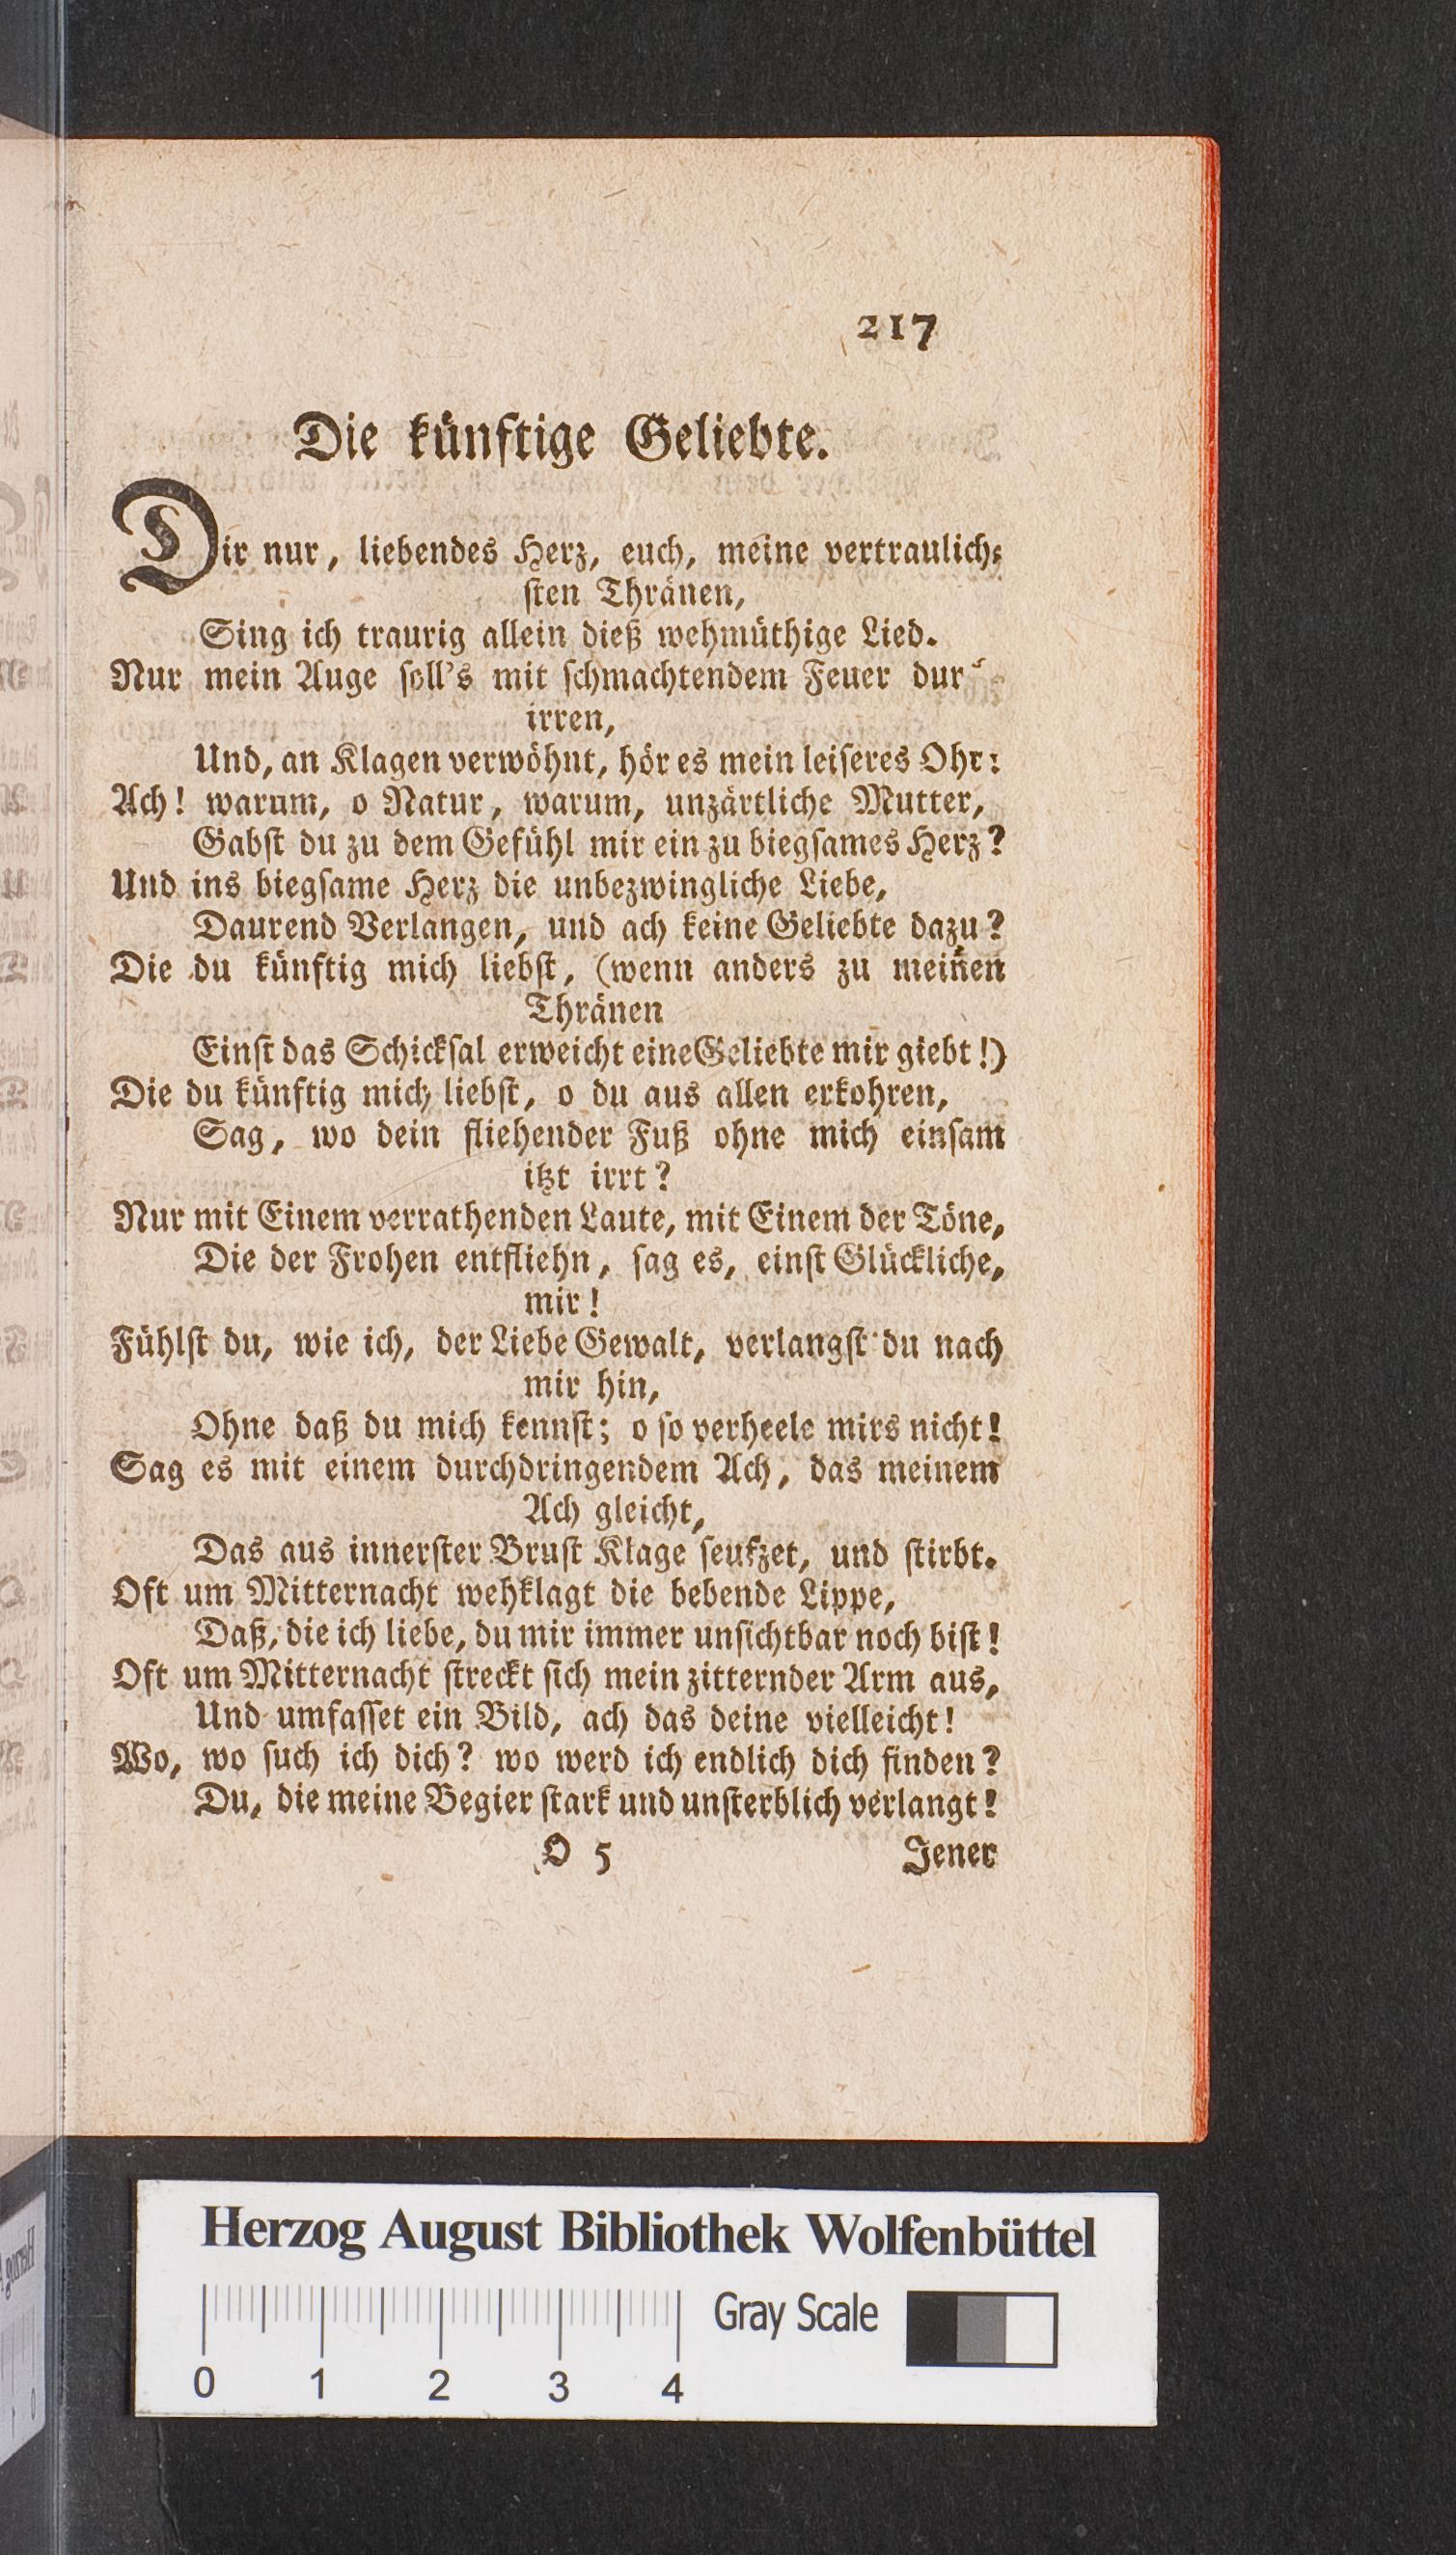 217
Die künftige Geliebte.
Dir nur, liebendes Herz, euch, meine vertraulich-
ſten Thränen,
Sing ich traurig allein dieß wehmüthige Lied.
Nur mein Auge ſoll's mit ſchmachtendem Feuer dur
irren,
Und, an Klagen verwöhnt, hör es mein leiſeres Ohr:
Ach! warum, o Natur, warum, unzärtliche Mutter,
Gabſt du zu dem Gefühl mir ein zu biegſames Herz?
Und ins biegſame Herz die unbezwingliche Liebe,
Daurend Verlangen, und ach keine Geliebte dazu?
Die du künftig mich liebſt, (wenn anders zu meinen
Thränen
Einſt das Schickſal erweicht eine Geliebte mir giebt!)
Die du künftig mich liebſt, o du aus allen erkohren,
Sag, wo dein fliehender Fuß ohne mich einſam
itzt irrt?
Nur mit Einem verrathenden Laute, mit Einem der Töne,
Die der Frohen entfliehn, ſag es, einſt Glückliche,
mir!
Fühlſt du, wie ich, der Liebe Gewalt, verlangſt du nach
mir hin,
Ohne daß du mich kennſt; o ſo verheele mirs nicht!
Sag es mit einem durchdringendem Ach, das meinem
Ach gleicht,
Das aus innerſter Bruſt Klage ſeufzet, und ſtirbt.
Oft um Mitternacht wehklagt die bebende Lippe,
Daß, die ich liebe, du mir immer unſichtbar noch biſt!
Oft um Mitternacht ſtreckt ſich mein zitternder Arm aus,
Und umfaſſet ein Bild, ach das deine vielleicht!
Wo, wo ſuch ich dich? wo werd ich endlich dich finden?
Du, die meine Begier ſtark und unſterblich verlangt!
O 5 Jener
Herzog August Bibliothek Wolfenbüttel
Gray Scale
0 1 2 3 4